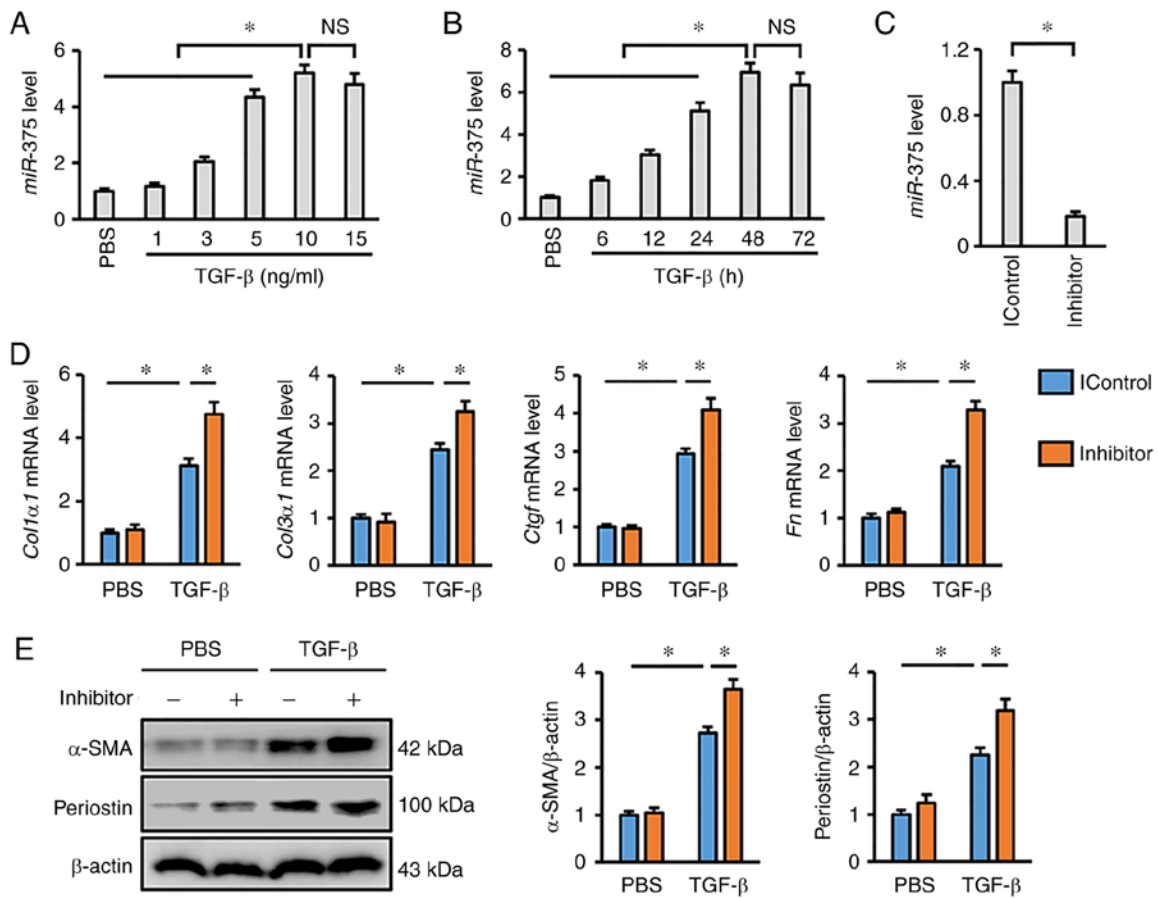 A
* NS
miR-375 level
6
4
2
0
PBS 1 3 5 10 15
TGF-β (ng/ml)
B
* NS
miR-375 level
8
6
4
2
0
PBS 6 12 24 48 72
TGF-β (h)
C
*
miR-375 level
1.2
0.8
0.4
0
IControl Inhibitor
D
* *
Col1α1 mRNA level
6
4
2
0
PBS TGF-β
* *
Col3α1 mRNA level
4
3
2
1
0
PBS TGF-β
* *
Ctgf mRNA level
5
4
3
2
1
0
PBS TGF-β
* *
Fn mRNA level
4
3
2
1
0
PBS TGF-β
IControl
Inhibitor
E
PBS TGF-β
Inhibitor − + − +
α-SMA 42 kDa
Periostin 100 kDa
β-actin 43 kDa
* *
α-SMA/β-actin
4
3
2
1
0
PBS TGF-β
* *
Periostin/β-actin
4
3
2
1
0
PBS TGF-β